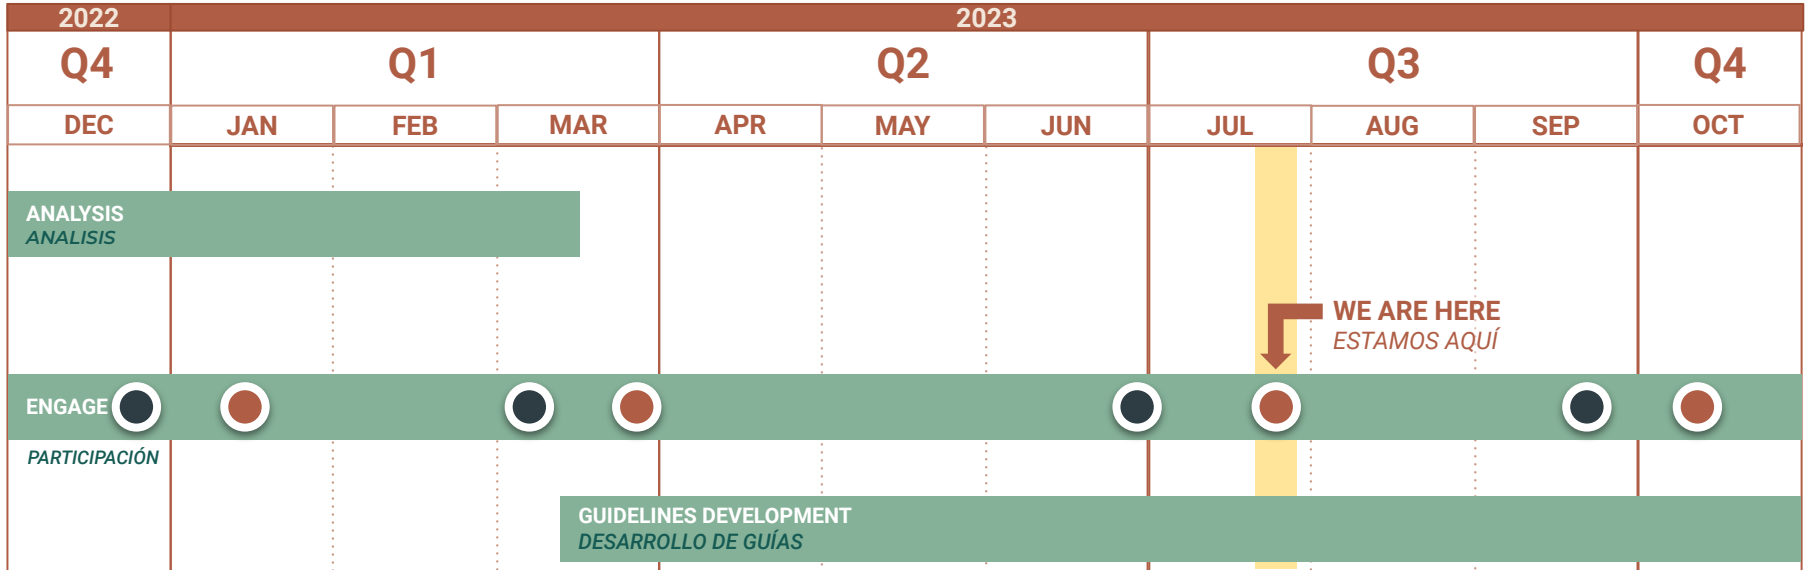 2022 2023
Q4 Q1 Q2 Q3 Q4
DEC JAN FEB MAR APR MAY JUN JUL AUG SEP OCT
ANALYSIS
ANALISIS
WE ARE HERE
ESTAMOS AQUÍ
ENGAGE
PARTICIPACIÓN
GUIDELINES DEVELOPMENT
DESARROLLO DE GUÍAS